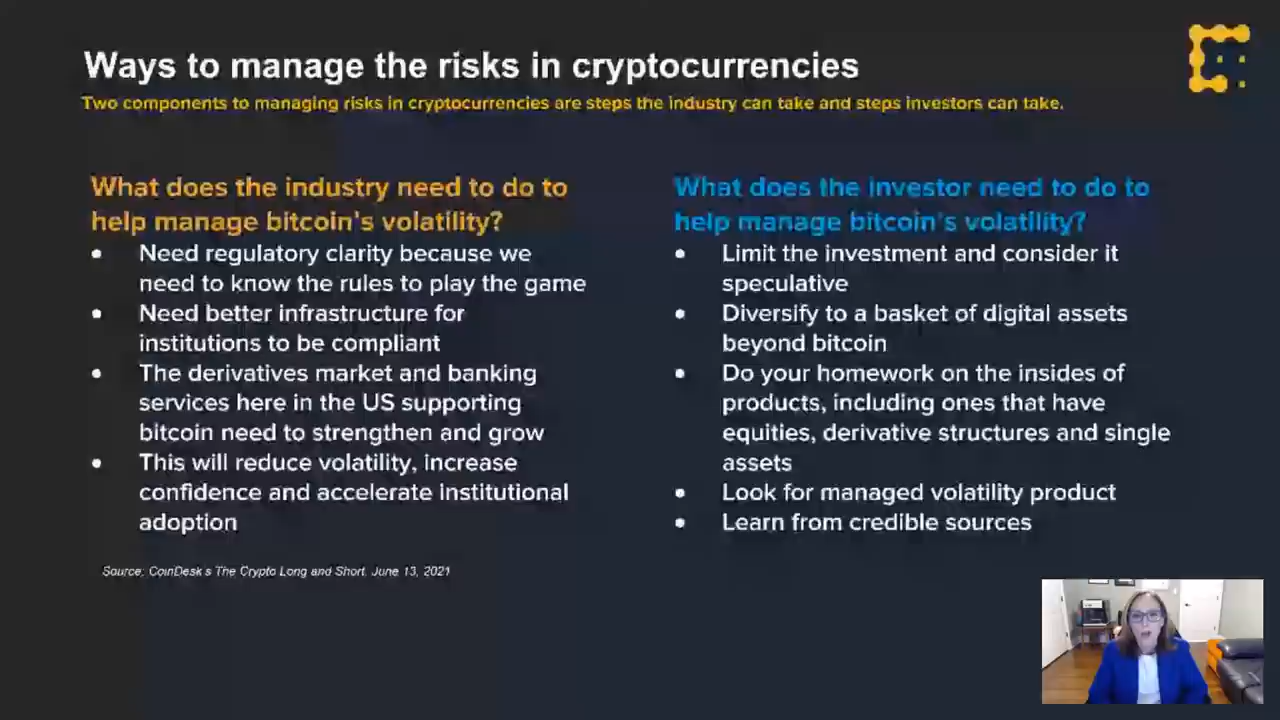 Ways to manage the risks in cryptocurrencies
Two components to managing risks in cryptocurrencies are steps the industry can take and steps investors can take.
What does the industry need to do to
help manage bitcoin's volatility?
• Need regulatory clarity because we
need to know the rules to play the game
• Need better infrastructure for
institutions to be compliant
• The derivatives market and banking
services here in the US supporting
bitcoin need to strengthen and grow
• This will reduce volatility, increase
confidence and accelerate institutional
adoption
Source: CoinDesk's The Crypto Long and Short, June 13, 2021
What does the investor need to do to
help manage bitcoin's volatility?
• Limit the investment and consider it
speculative
• Diversify to a basket of digital assets
beyond bitcoin
• Do your homework on the insides of
products, including ones that have
equities, derivative structures and single
assets
• Look for managed volatility product
• Learn from credible sources